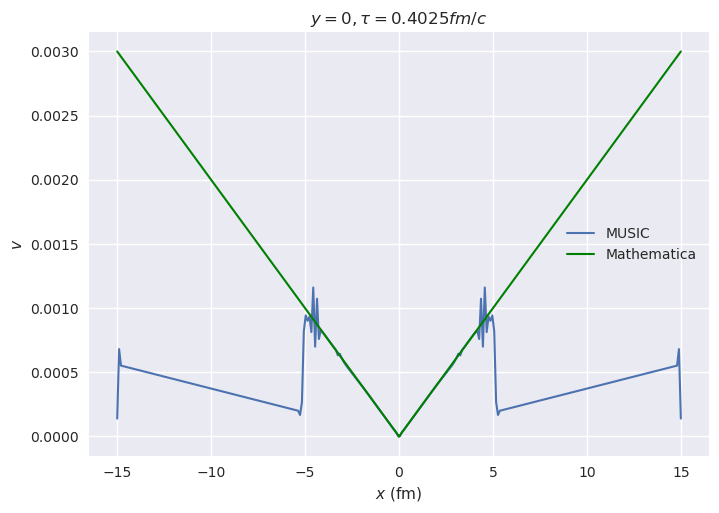 y = 0, τ = 0.4025fm/c
0.0030
0.0025
0.0020
0.0015
0.0010
0.0005
0.0000
v
MUSIC
Mathematica
−15
−10
−5
0
5
10
15
x (fm)